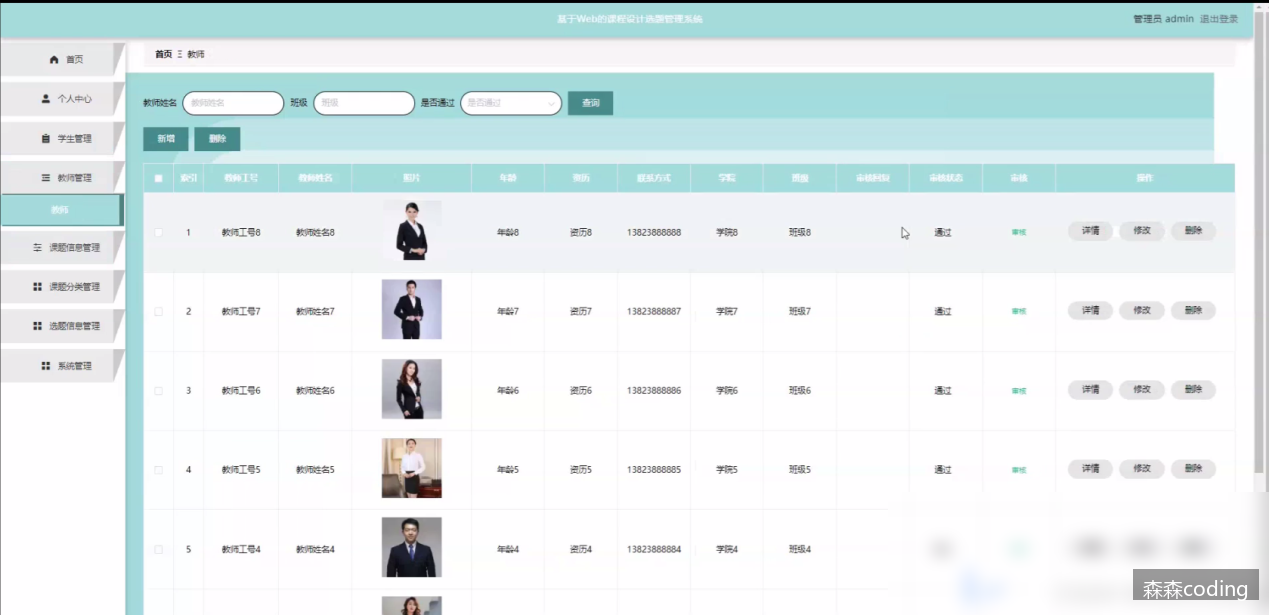 基于Web的课程设计选题管理系统
管理员 admin 退出登录
首页
个人中心
学生管理
教师管理
教师
课题信息管理
课题分类管理
选题信息管理
系统管理
首页 Ξ 教师
教师姓名 教师姓名 班级 班级 是否通过 是否通过 查询
新增 删除
索引 教师工号 教师姓名 照片 年龄 资历 联系方式 学院 班级 审核回复 审核状态 审核 操作
1 教师工号8 教师姓名8 年龄8 资历8 13823888888 学院8 班级8 通过 审核 详情 修改 删除
2 教师工号7 教师姓名7 年龄7 资历7 13823888887 学院7 班级7 通过 审核 详情 修改 删除
3 教师工号6 教师姓名6 年龄6 资历6 13823888886 学院6 班级6 通过 审核 详情 修改 删除
4 教师工号5 教师姓名5 年龄5 资历5 13823888885 学院5 班级5 通过 审核 详情 修改 删除
5 教师工号4 教师姓名4 年龄4 资历4 13823888884 学院4 班级4
森森coding